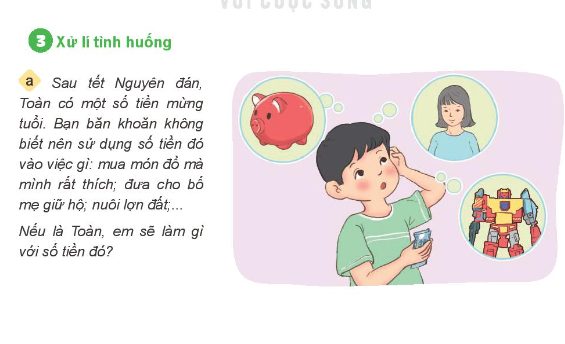 VỚI CUỘC SỐNG
3 Xử lí tình huống
a Sau tết Nguyên đán,
Toàn có một số tiền mừng
tuổi. Bạn băn khoăn không
biết nên sử dụng số tiền đó
vào việc gì: mua món đồ mà
mình rất thích; đưa cho bố
mẹ giữ hộ; nuôi lợn đất;...
Nếu là Toàn, em sẽ làm gì
với số tiền đó?